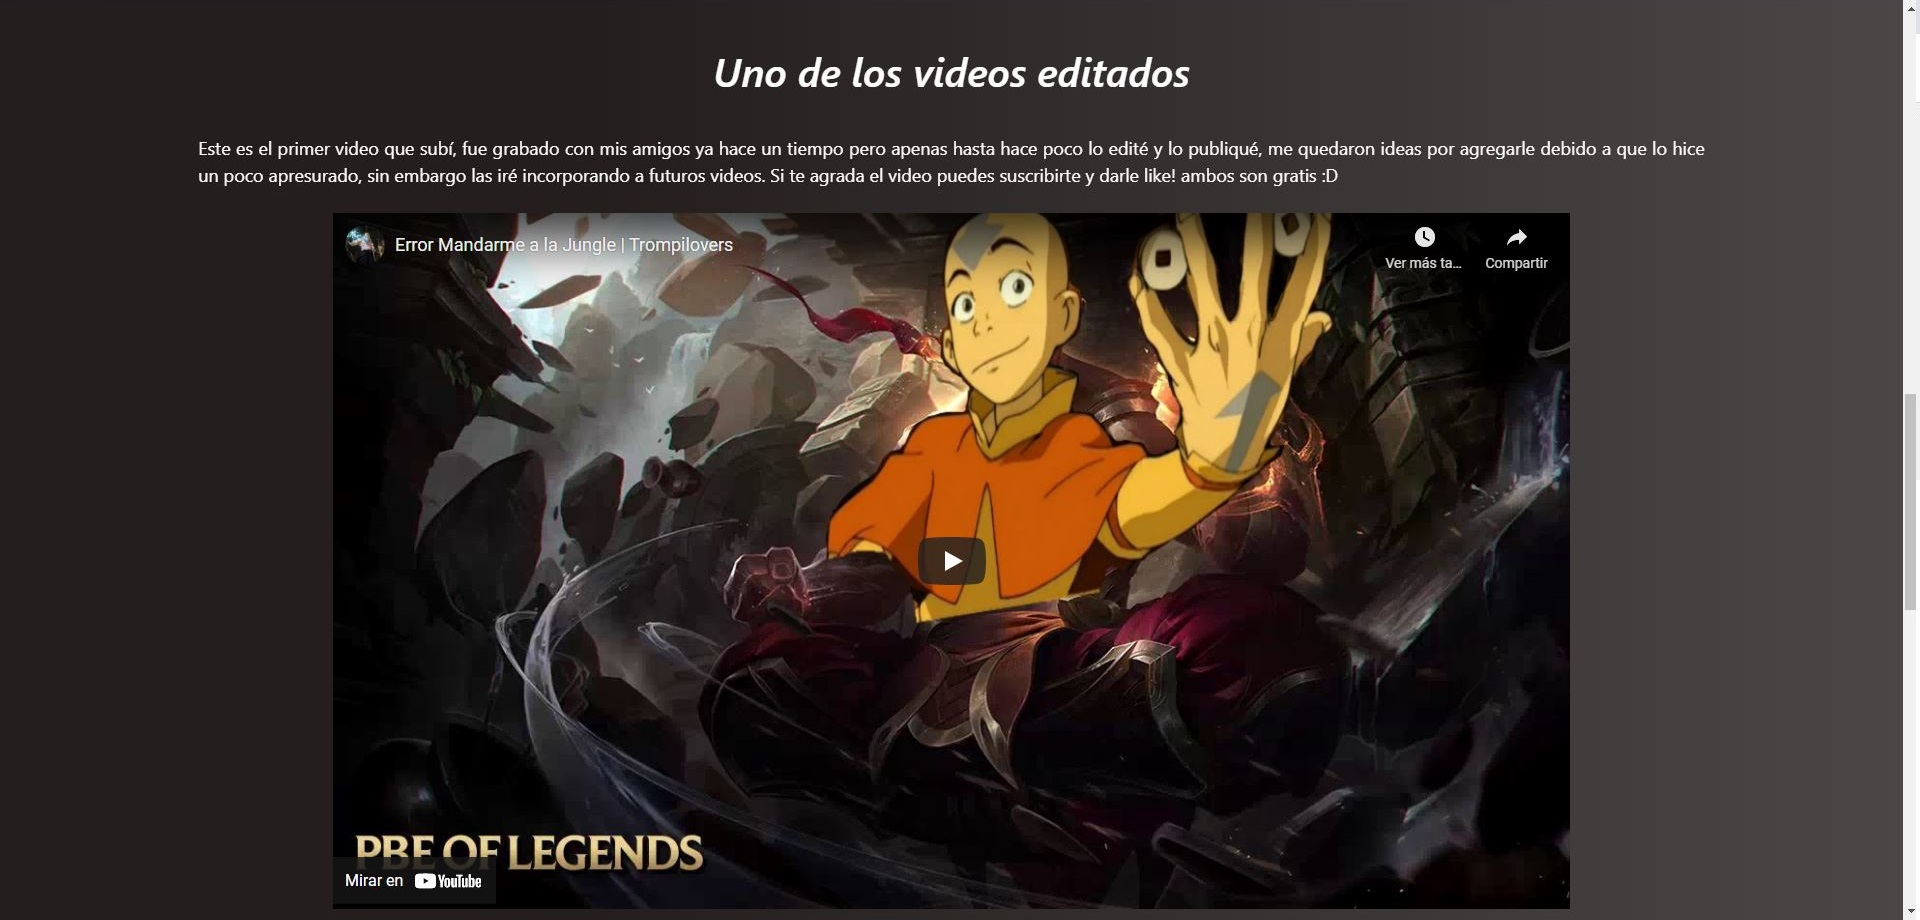 Uno de los videos editados
Este es el primer video que subí, fue grabado con mis amigos ya hace un tiempo pero apenas hasta hace poco lo edité y lo publiqué, me quedaron ideas por agregarle debido a que lo hice
un poco apresurado, sin embargo las iré incorporando a futuros videos. Si te agrada el video puedes suscribirte y darle like! ambos son gratis :D
Error Mandarme a la Jungle | Trompilovers
Ver más ta...
Compartir
PBE OF LEGENDS
Mirar en YouTube